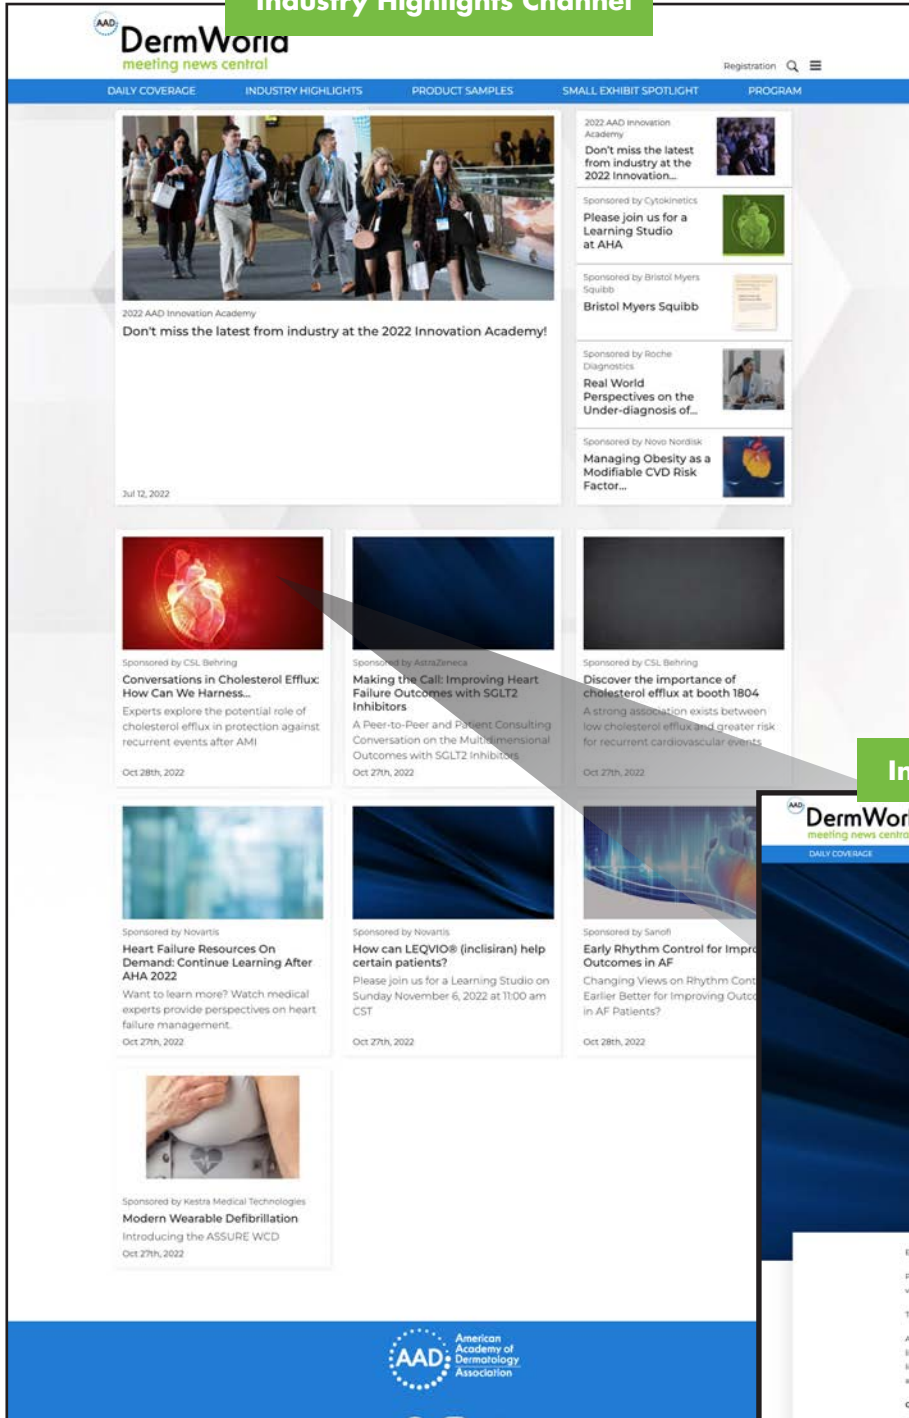 Industry Highlights Channel
AAD
DermWorld
meeting news central
Registration
DAILY COVERAGE INDUSTRY HIGHLIGHTS PRODUCT SAMPLES SMALL EXHIBIT SPOTLIGHT PROGRAM
2022 AAD Innovation Academy
Don't miss the latest from industry at the 2022 Innovation Academy!
Jul 12, 2022
2022 AAD Innovation
Academy
Don't miss the latest
from industry at the
2022 Innovation...
Sponsored by Cytokinetics
Please join us for a
Learning Studio
at AHA
Sponsored by Bristol Myers
Squibb
Bristol Myers Squibb
Sponsored by Roche
Diagnostics
Real World
Perspectives on the
Under-diagnosis of...
Sponsored by Novo Nordisk
Managing Obesity as a
Modifiable CVD Risk
Factor...
Sponsored by CSL Behring
Conversations in Cholesterol Efflux:
How Can We Harness...
Experts explore the potential role of
cholesterol efflux in protection against
recurrent events after AMI
Oct 28th, 2022
Sponsored by AstraZeneca
Making the Call: Improving Heart
Failure Outcomes with SGLT2
Inhibitors
A Peer-to-Peer and Patient Consulting
Conversation on the Multidimensional
Outcomes with SGLT2 Inhibitors
Oct 27th, 2022
Sponsored by CSL Behring
Discover the importance of
cholesterol efflux at booth 1804
A strong association exists between
low cholesterol efflux and greater risk
for recurrent cardiovascular events
Oct 27th, 2022
Sponsored by Novartis
Heart Failure Resources On
Demand: Continue Learning After
AHA 2022
Want to learn more? Watch medical
experts provide perspectives on heart
failure management.
Oct 27th, 2022
Sponsored by Novartis
How can LEQVIO® (inclisiran) help
certain patients?
Please join us for a Learning Studio on
Sunday November 6, 2022 at 11:00 am
CST
Oct 27th, 2022
Sponsored by Sanofi
Early Rhythm Control for Impro
Outcomes in AF
Changing Views on Rhythm Cont
Earlier Better for Improving Outco
in AF Patients?
Oct 28th, 2022
Sponsored by Kestra Medical Technologies
Modern Wearable Defibrillation
Introducing the ASSURE WCD
Oct 27th, 2022
In
AAD
DermWorl
meeting news centra
DAILY COVERAGE
AAD
American
Academy of
Dermatology
Association